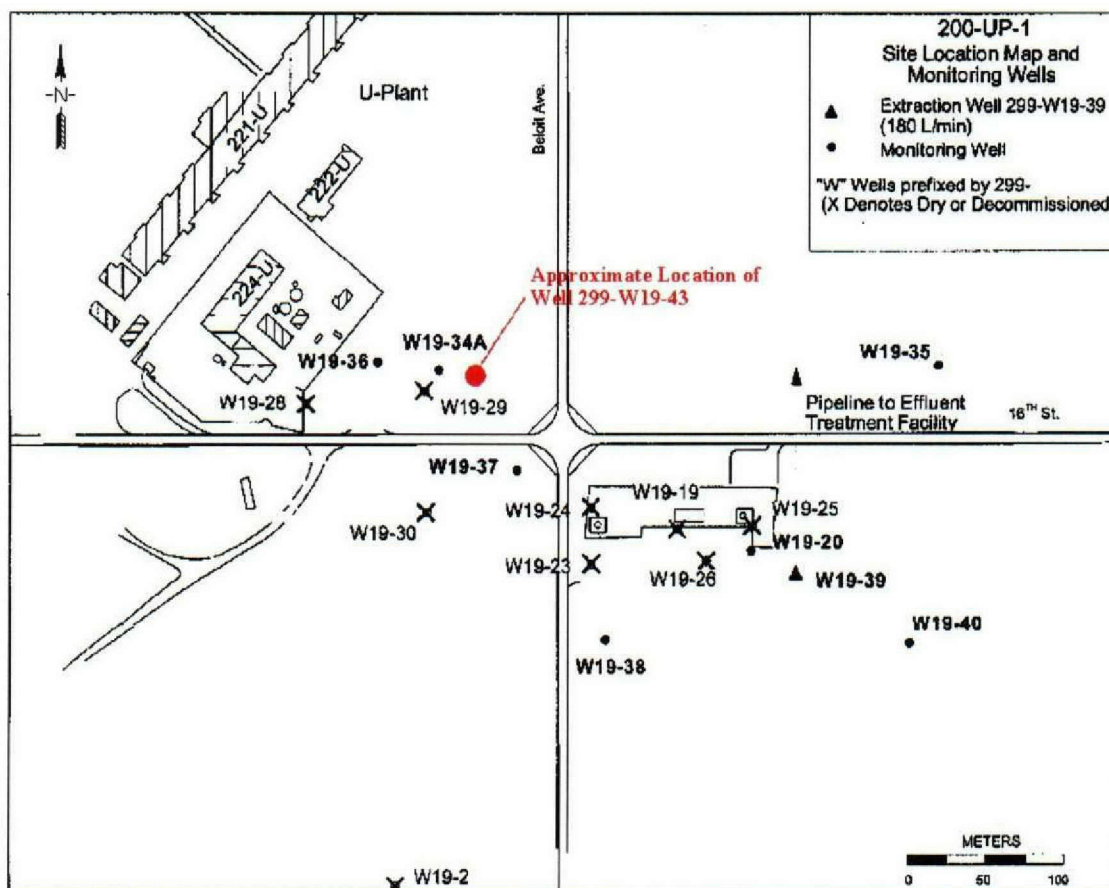 200-UP-1
Site Location Map and
Monitoring Wells
Extraction Well 299-W19-39
(180 L/min)
Monitoring Well
"W" Wells prefixed by 299-
(X Denotes Dry or Decommissioned
-N-
U-Plant
Beloit Ave.
221-U
222-U
224-U
Approximate Location of
Well 299-W19-43
W19-34A
W19-36
W19-35
W19-28
W19-29
Pipeline to Effluent
Treatment Facility
16TH St.
W19-37
W19-24
W19-19
W19-25
W19-30
W19-20
W19-23
W19-26
W19-39
W19-40
W19-38
METERS
0 50 100
W19-2